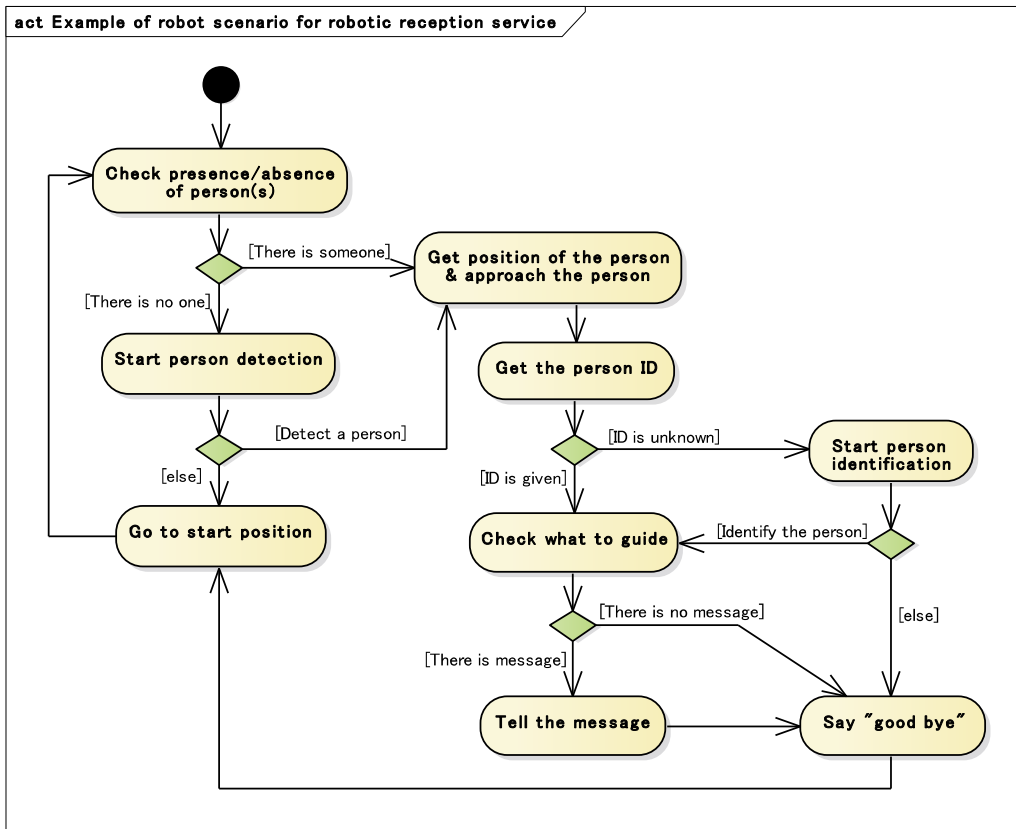 act Example of robot scenario for robotic reception service
Check presence/absence
of person(s)
[There is someone]
Get position of the person
& approach the person
[There is no one]
Start person detection
Get the person ID
[Detect a person]
[ID is unknown]
Start person
identification
[else]
[ID is given]
Go to start position
Check what to guide
[Identify the person]
[There is no message]
[else]
[There is message]
Tell the message
Say "good bye"